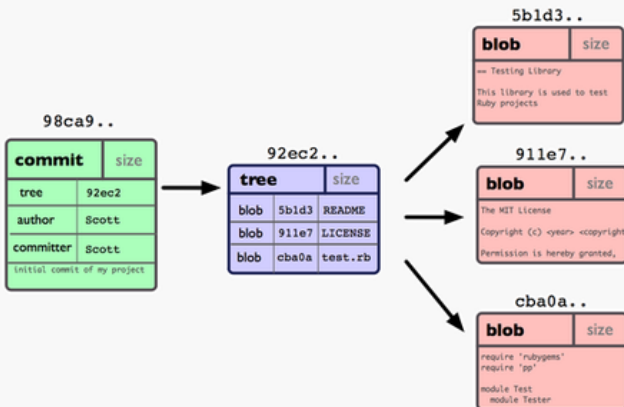 98ca9..
commit size
tree 92ec2
author Scott
committer Scott
initial commit of my project
92ec2..
tree size
blob 5b1d3 README
blob 911e7 LICENSE
blob cba0a test.rb
5b1d3..
blob size
== Testing Library
This library is used to test
Ruby projects
911e7..
blob size
The MIT License
Copyright (c) <year> <copyright
Permission is hereby granted,
cba0a..
blob size
require 'rubygems'
require 'pp'
module Test
module Tester